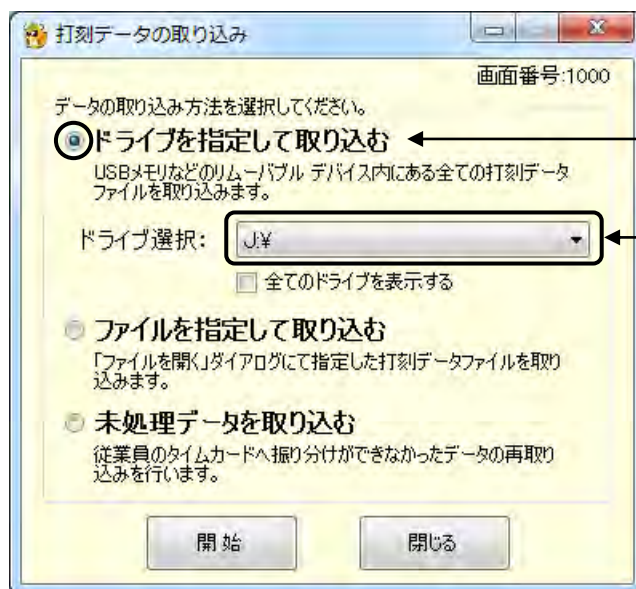 打刻データの取り込み
画面番号:1000
データの取り込み方法を選択してください。
ドライブを指定して取り込む
USBメモリなどのリムーバブル デバイス内にある全ての打刻データ
ファイルを取り込みます。
ドライブ選択: J:¥
全てのドライブを表示する
ファイルを指定して取り込む
「ファイルを開く」ダイアログにて指定した打刻データファイルを取り
込みます。
未処理データを取り込む
従業員のタイムカードへ振り分けができなかったデータの再取り
込みを行います。
開 始 閉じる